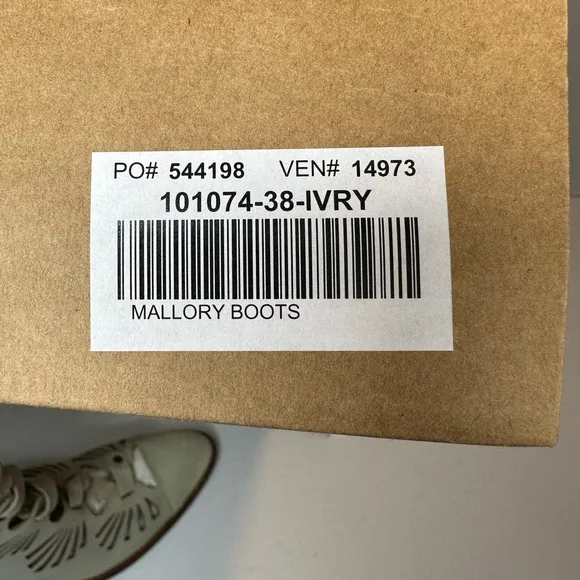 PO# 544198 VEN# 14973
101074-38-IVRY
MALLORY BOOTS